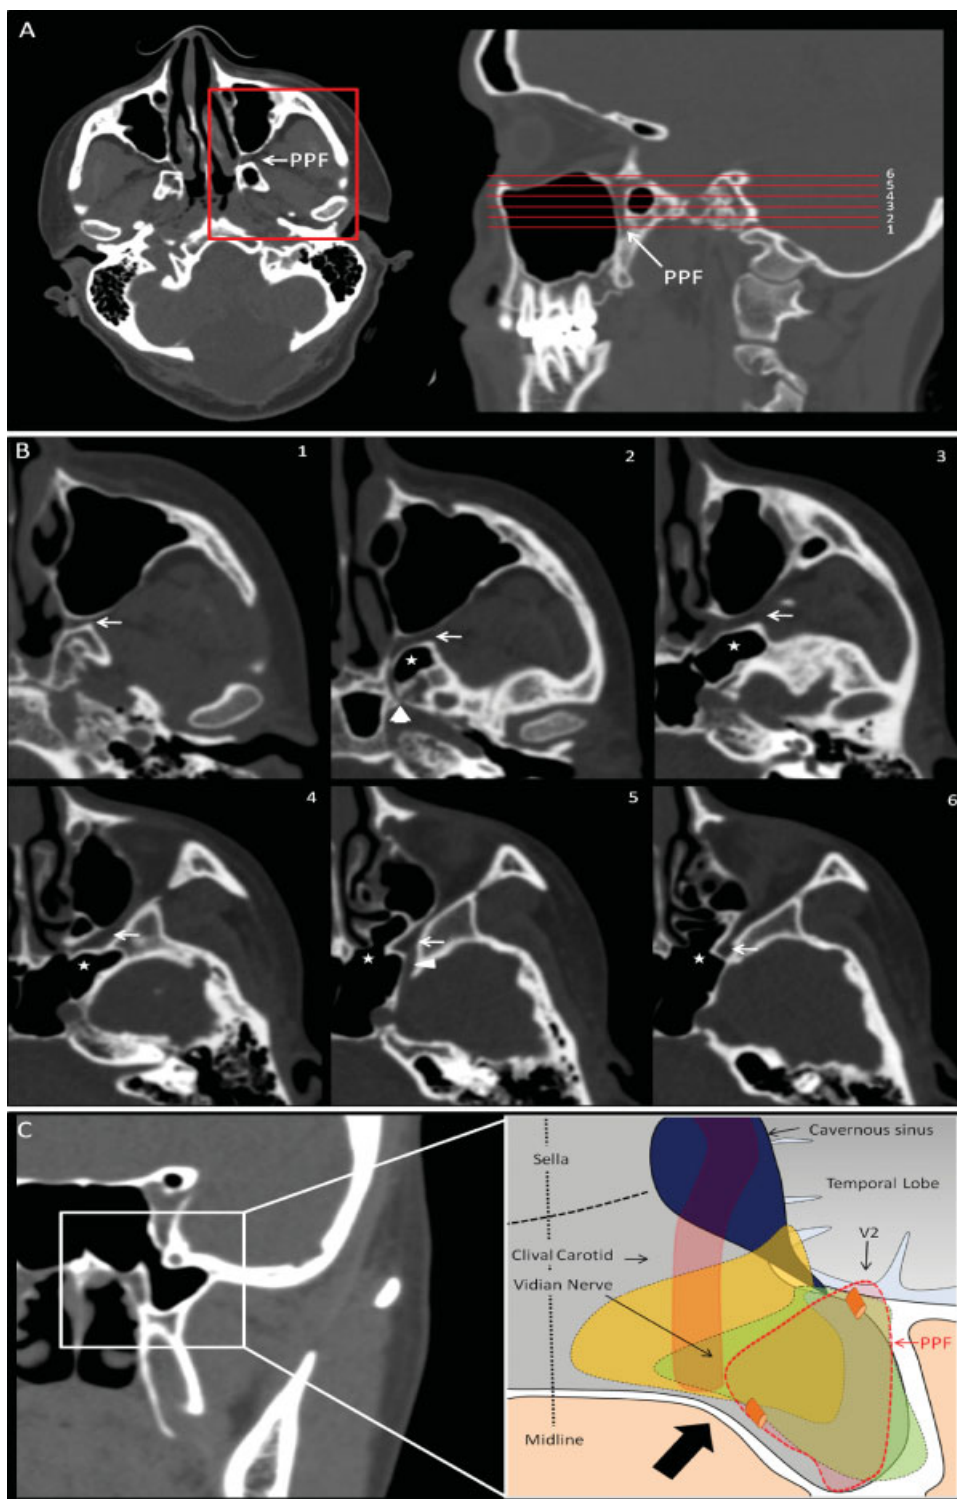 A
PPF
6
5
4
3
2
1
PPF
B
1
2
3
4
5
6
C
Cavernous sinus
Sella
Temporal Lobe
V2
Clival Carotid
Vidian Nerve
PPF
Midline